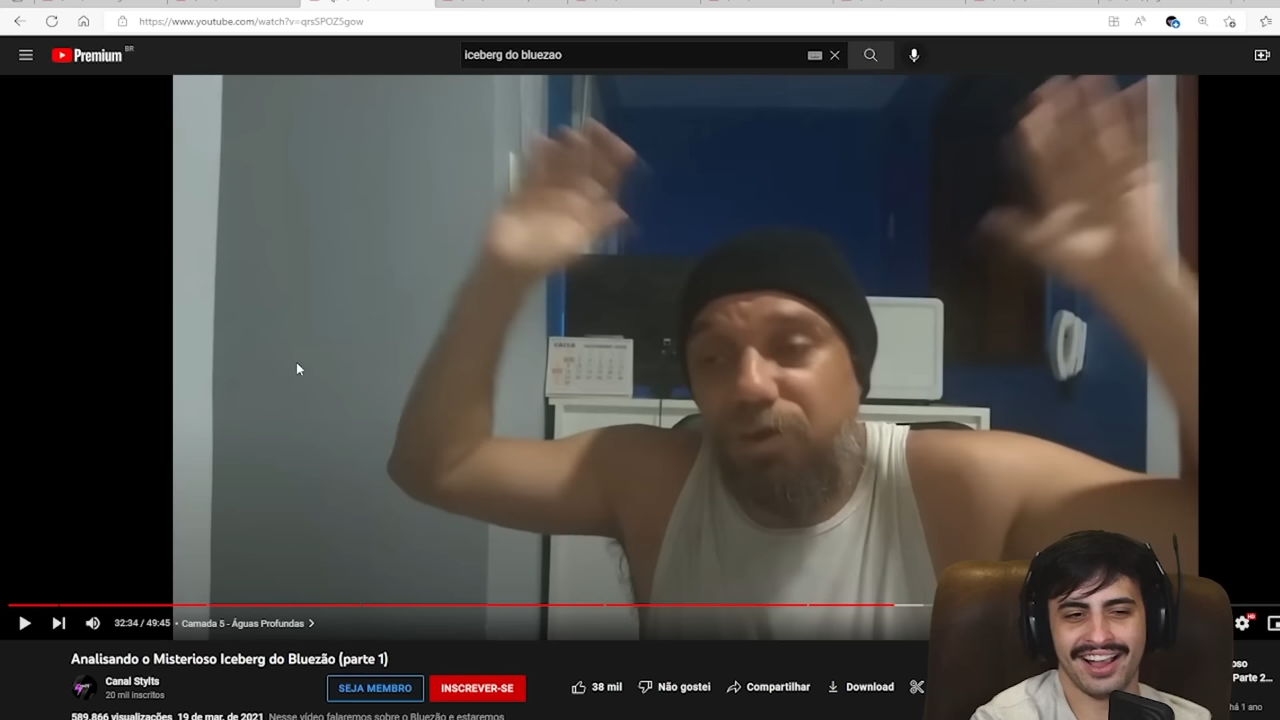 https://www.youtube.com/watch?v=qrsSPOZ5gow
Premium BR
iceberg do bluezao
CAIXA
32:34 / 49:45 • Camada 5 - Águas Profundas
HD
Analisando o Misterioso Iceberg do Bluezão (parte 1)
Canal Stylts
20 mil inscritos
SEJA MEMBRO
INSCREVER-SE
38 mil
Não gostei
Compartilhar
Download
oso
Parte 2...
há 1 ano
589.866 visualizações 19 de mar. de 2021 Nesse vídeo falaremos sobre o Bluezão e estaremos